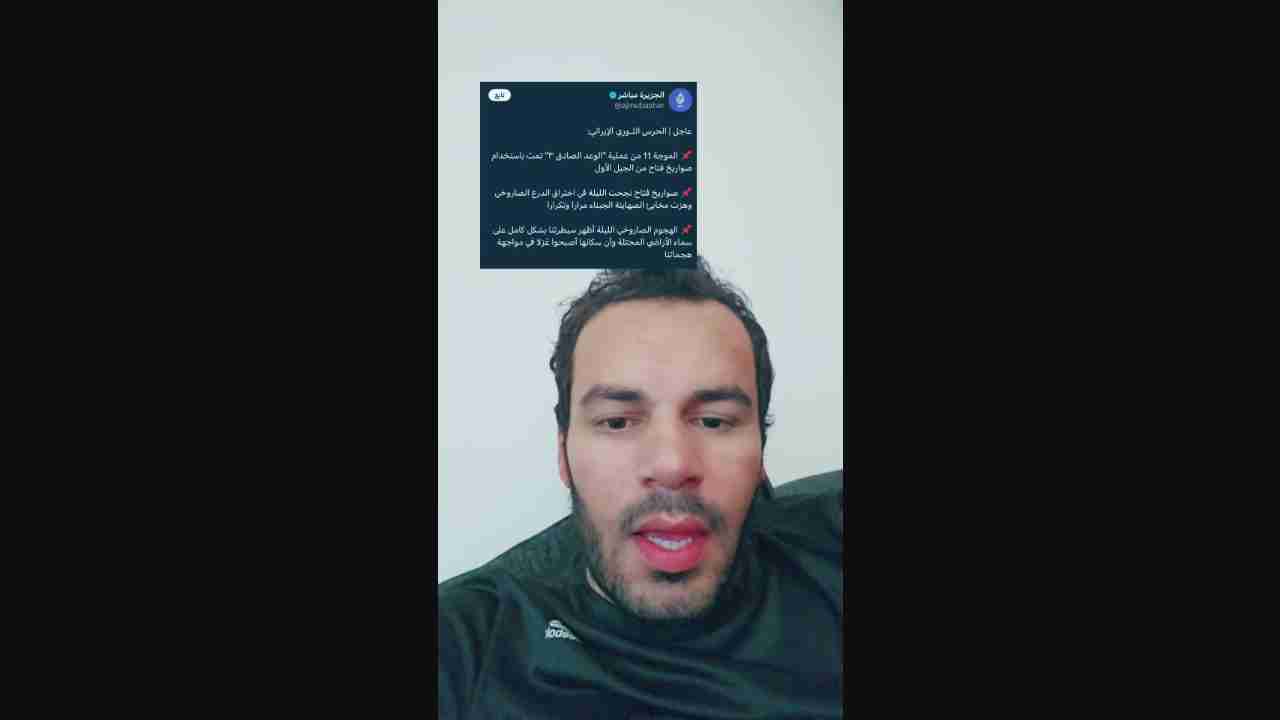 الجزيرة مباشر
@ajmubasher
تابع
عاجل | الحرس الثوري الإيراني:
📌 الموجة 11 من عملية "الوعد الصادق ٣" تمت باستخدام
صواريخ فتاح من الجيل الأول
📌 صواريخ فتاح نجحت الليلة في اختراق الدرع الصاروخي
وهزت مخابئ الصهاينة الجبناء مرارا وتكرارا
📌 الهجوم الصاروخي الليلة أظهر سيطرتنا بشكل كامل على
سماء الأراضي المحتلة وأن سكانها أصبحوا عزلا في مواجهة
هجماتنا